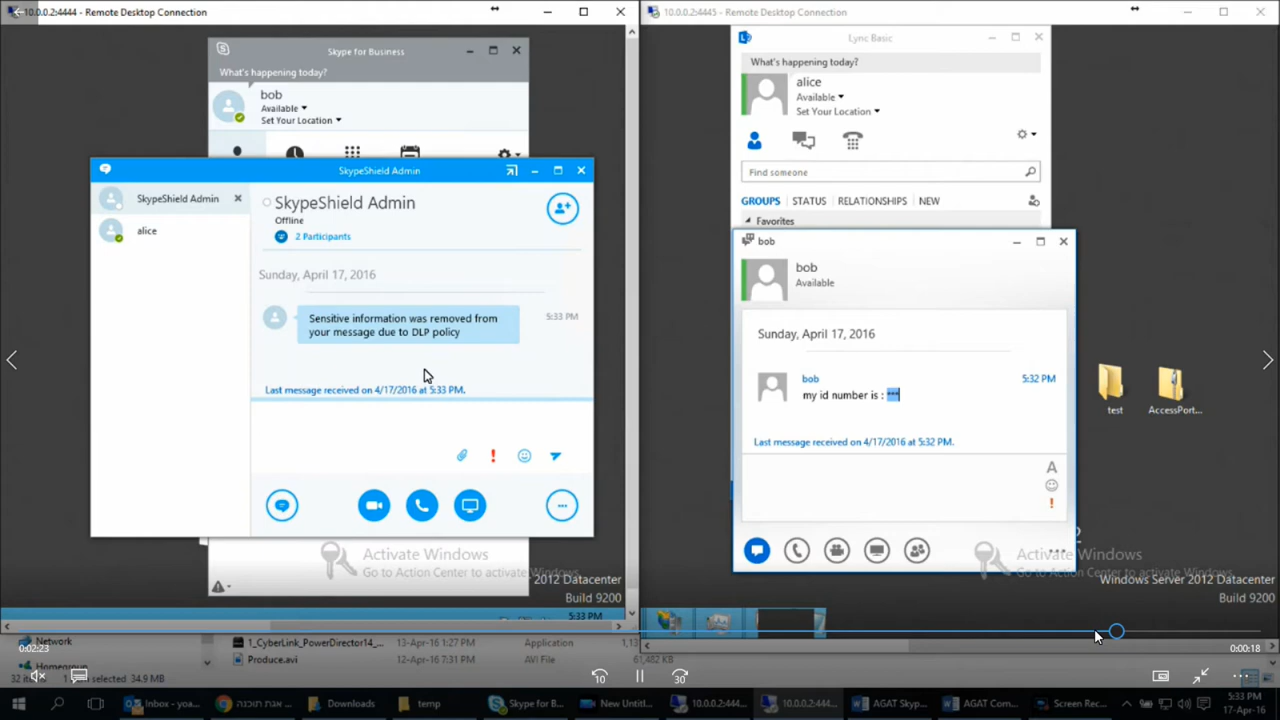 10.0.0.2:4444 - Remote Desktop Connection
Skype for Business
What's happening today?
bob
Available
Set Your Location
SkypeShield Admin
SkypeShield Admin
alice
SkypeShield Admin
Offline
2 Participants
Sunday, April 17, 2016
Sensitive information was removed from
your message due to DLP policy
5:33 PM
Last message received on 4/17/2016 at 5:33 PM.
Activate Windows
Go to Action Center to activate Windows
2012 Datacenter
Build 9200
5:33 PM
10.0.0.2:4445 - Remote Desktop Connection
Lync Basic
What's happening today?
alice
Available
Set Your Location
Find someone
GROUPS STATUS RELATIONSHIPS NEW
Favorites
bob
bob
Available
Sunday, April 17, 2016
bob
5:32 PM
my id number is : ***
Last message received on 4/17/2016 at 5:32 PM.
A
test
AccessPort...
Activate Windows
Go to Action Center to activate Windows
Windows Server 2012 Datacenter
Build 9200
Network
1_CyberLink_PowerDirector14_... 13-Apr-16 1:27 PM Application
Homegroup
Produce.avi 12-Apr-16 7:31 PM AVI File 61,482 KB
0:02:23
0:00:18
1 selected 34.9 MB
10
30
Inbox - yoa...
אגת תוכנה ...
Downloads
temp
Skype for B...
New Untitl...
10.0.0.2:444...
10.0.0.2:444...
AGAT Skyp...
AGAT Com...
Screen Rec...
5:33 PM
17-Apr-16